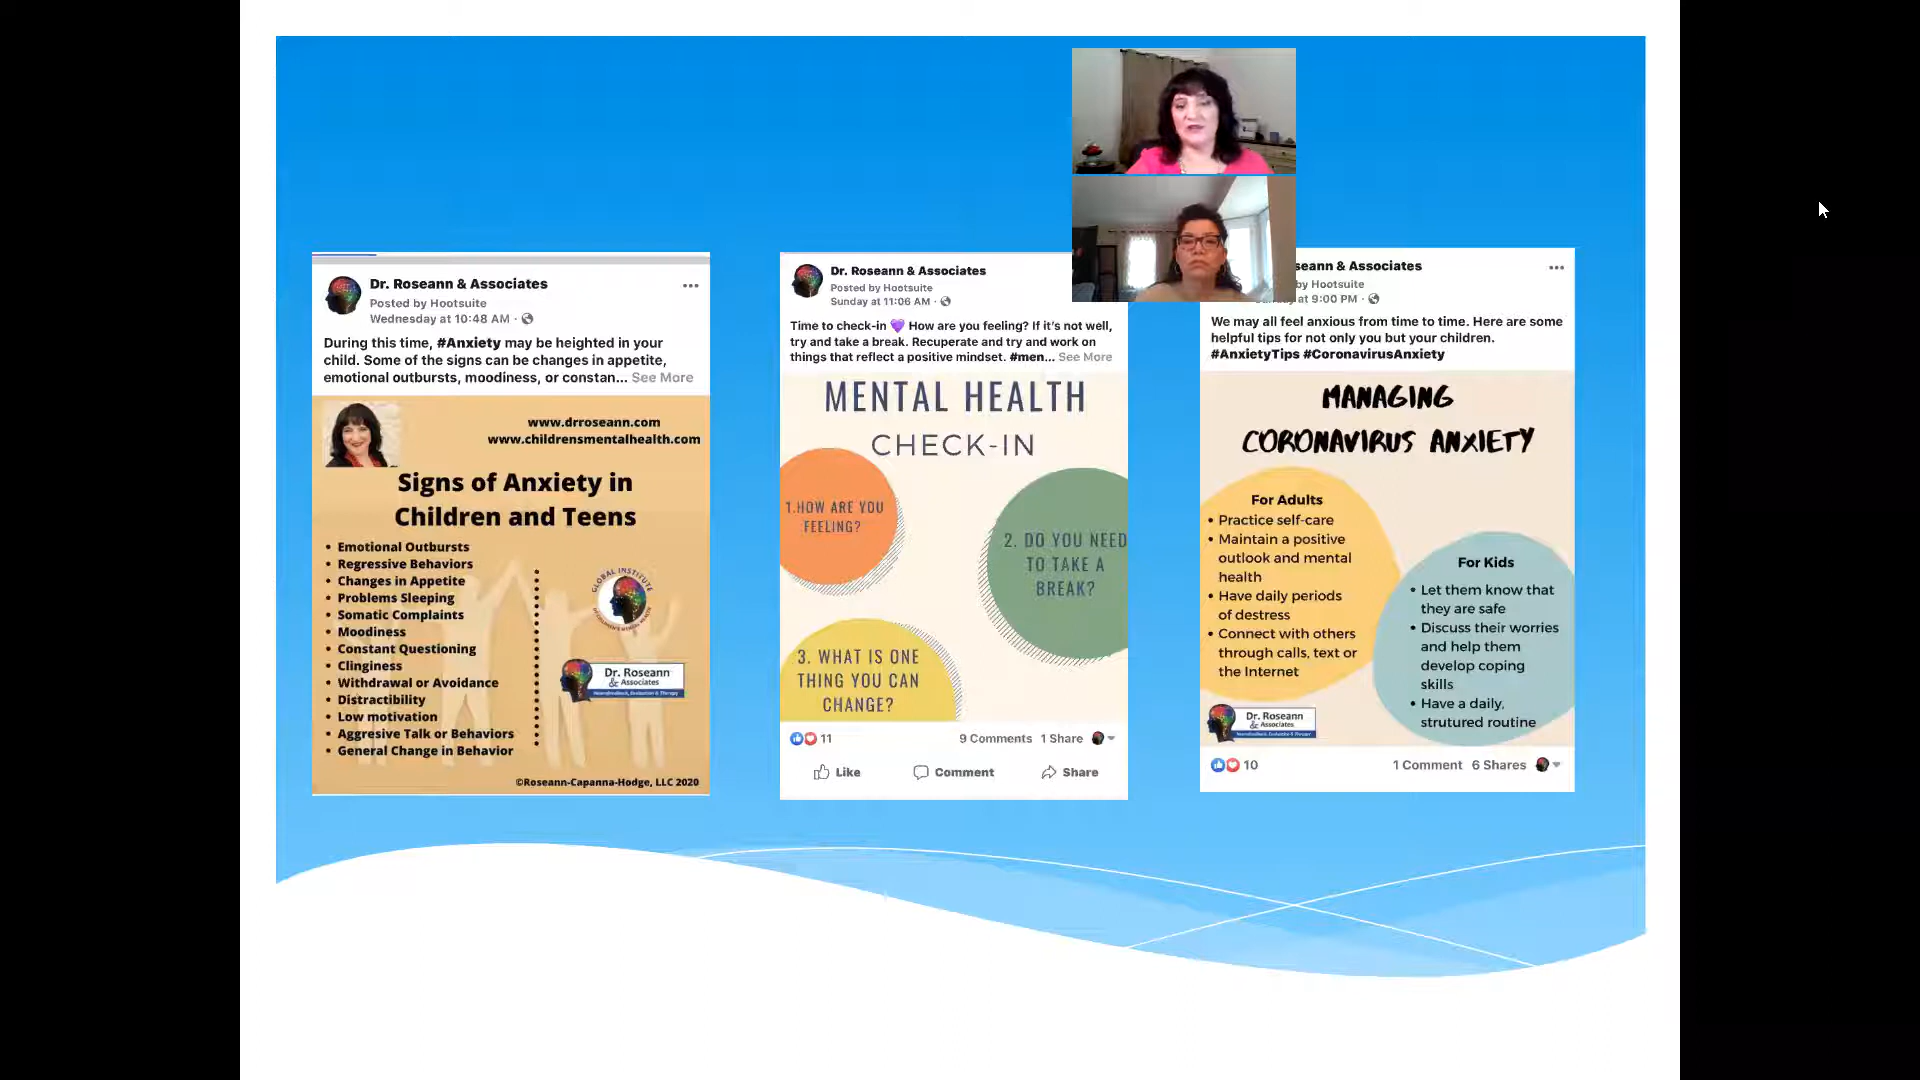 Dr. Roseann & Associates
Posted by Hootsuite
Wednesday at 10:48 AM ·
During this time, #Anxiety may be heighted in your
child. Some of the signs can be changes in appetite,
emotional outbursts, moodiness, or constan... See More
www.drroseann.com
www.childrensmentalhealth.com
Signs of Anxiety in
Children and Teens
• Emotional Outbursts
• Regressive Behaviors
• Changes in Appetite
• Problems Sleeping
• Somatic Complaints
• Moodiness
• Constant Questioning
• Clinginess
• Withdrawal or Avoidance
• Distractibility
• Low motivation
• Aggresive Talk or Behaviors
• General Change in Behavior
GLOBAL INSTITUTE
OF CHILDREN'S MENTAL HEALTH
Dr. Roseann
& Associates
Neurofeedback, Evaluation & Therapy
©Roseann-Capanna-Hodge, LLC 2020
Dr. Roseann & Associates
Posted by Hootsuite
Sunday at 11:06 AM ·
Time to check-in 💜 How are you feeling? If it's not well,
try and take a break. Recuperate and try and work on
things that reflect a positive mindset. #men... See More
MENTAL HEALTH
CHECK-IN
1.HOW ARE YOU
FEELING?
2. DO YOU NEED
TO TAKE A
BREAK?
3. WHAT IS ONE
THING YOU CAN
CHANGE?
11
9 Comments 1 Share
Like Comment Share
seann & Associates
by Hootsuite
at 9:00 PM ·
We may all feel anxious from time to time. Here are some
helpful tips for not only you but your children.
#AnxietyTips #CoronavirusAnxiety
MANAGING
CORONAVIRUS ANXIETY
For Adults
• Practice self-care
• Maintain a positive
outlook and mental
health
• Have daily periods
of destress
• Connect with others
through calls, text or
the Internet
For Kids
• Let them know that
they are safe
• Discuss their worries
and help them
develop coping
skills
• Have a daily,
strutured routine
Dr. Roseann
& Associates
Neurofeedback, Evaluation & Therapy
10
1 Comment 6 Shares